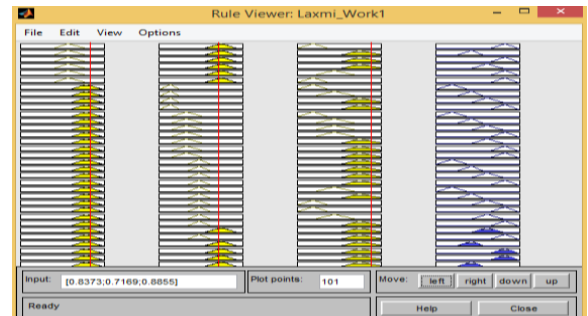 Rule Viewer: Laxmi_Work1
File Edit View Options
Input: [0.8373;0.7169;0.8855] Plot points: 101 Move: left right down up
Ready Help Close